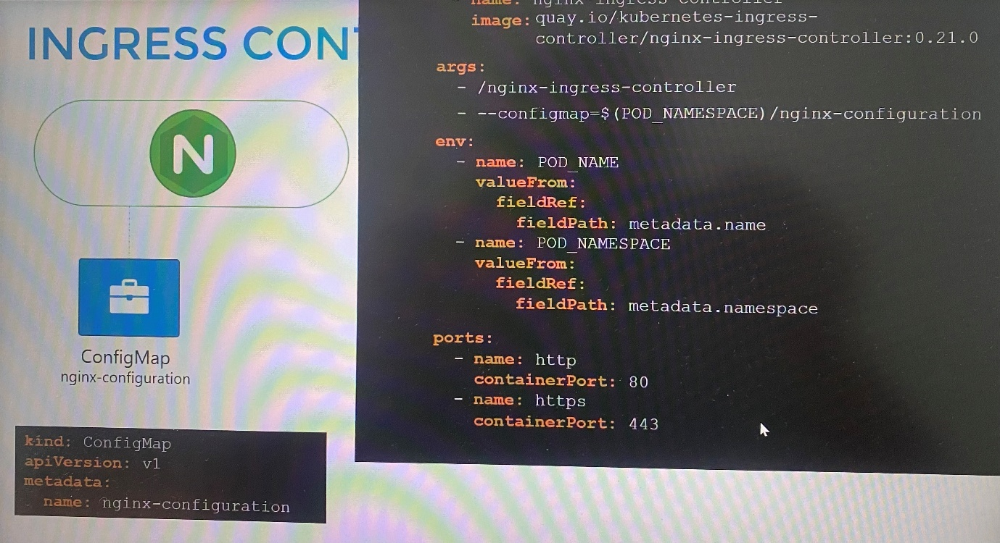 INGRESS CON
N
ConfigMap
nginx-configuration
kind: ConfigMap
apiVersion: v1
metadata:
name: nginx-configuration
name: nginx-ingress-controller
image: quay.io/kubernetes-ingress-
controller/nginx-ingress-controller:0.21.0
args:
- /nginx-ingress-controller
- --configmap=$(POD_NAMESPACE)/nginx-configuration
env:
- name: POD_NAME
valueFrom:
fieldRef:
fieldPath: metadata.name
- name: POD_NAMESPACE
valueFrom:
fieldRef:
fieldPath: metadata.namespace
ports:
- name: http
containerPort: 80
- name: https
containerPort: 443